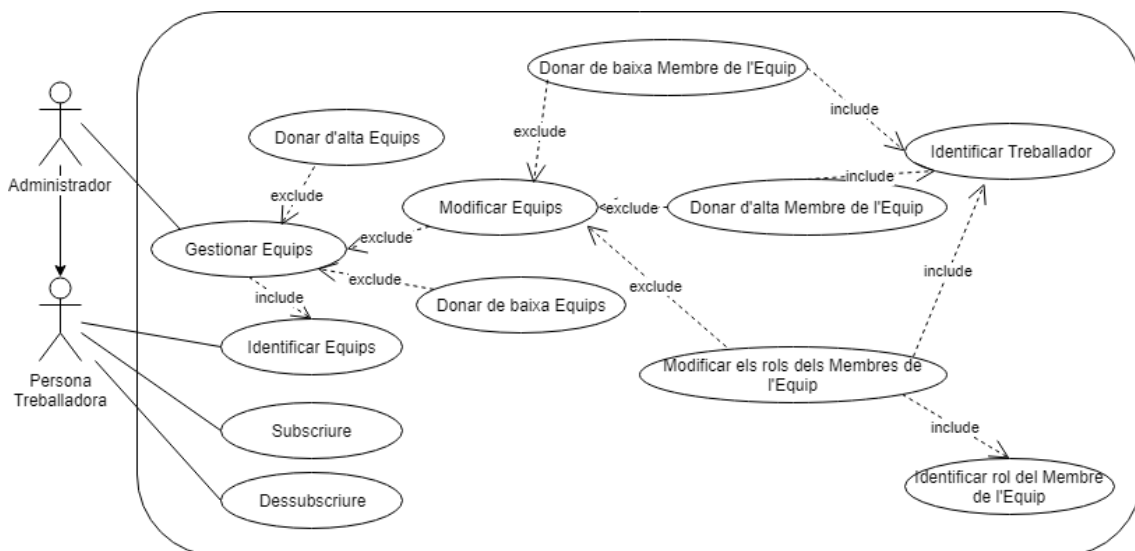 Donar de baixa Membre de l'Equip
include
exclude
Donar d'alta Equips
Identificar Treballador
Administrador
include
exclude
Modificar Equips
exclude
Donar d'alta Membre de l'Equip
Gestionar Equips
exclude
exclude
exclude
include
include
Donar de baixa Equips
Identificar Equips
Modificar els rols dels Membres de
l'Equip
Persona
Treballadora
Subscriure
include
Identificar rol del Membre
de l'Equip
Dessubscriure